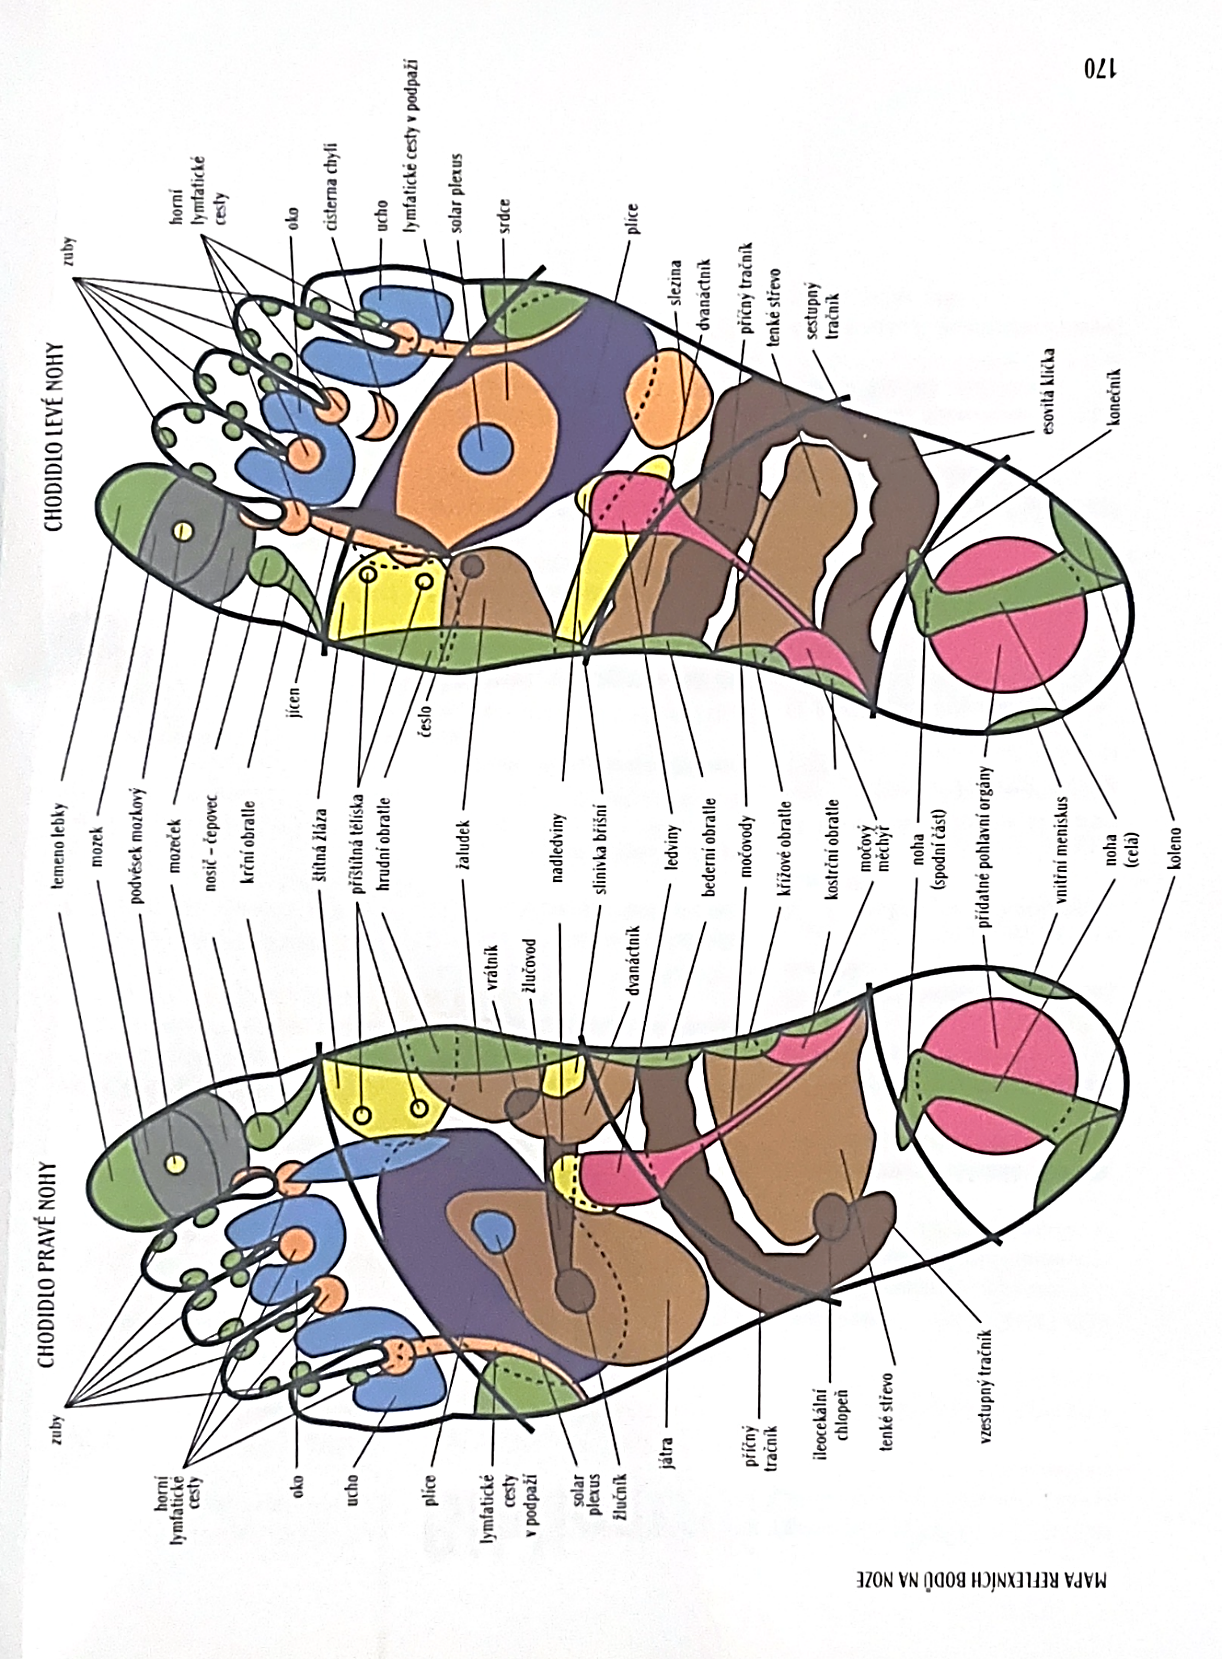 MAPA REFLEXNÍCH BODŮ NA NOZE
CHODIDLO PRAVÉ NOHY
CHODIDLO LEVÉ NOHY
zuby
horní
lymfatické
cesty
oko
ucho
plíce
lymfatické
cesty
v podpaží
solar
plexus
žlučník
játra
příčný
tračník
ileocekální
chlopeň
tenké střevo
vzestupný tračník
vrátník
žlučovod
dvanáctník
temeno lebky
mozek
podvěsek mozkový
mozeček
nosič – čepovec
krční obratle
štítná žláza
příštítná tělíska
hrudní obratle
žaludek
nadledviny
slinivka břišní
ledviny
bederní obratle
močovody
křížové obratle
kostrční obratle
močový
měchýř
noha
(spodní část)
přídatné pohlavní orgány
vnitřní meniskus
noha
(celá)
koleno
jícen
česlo
zuby
horní
lymfatické
cesty
oko
cisterna chyli
ucho
lymfatické cesty v podpaží
solar plexus
srdce
plíce
slezina
dvanáctník
příčný tračník
tenké střevo
sestupný
tračník
esovitá klička
konečník
170